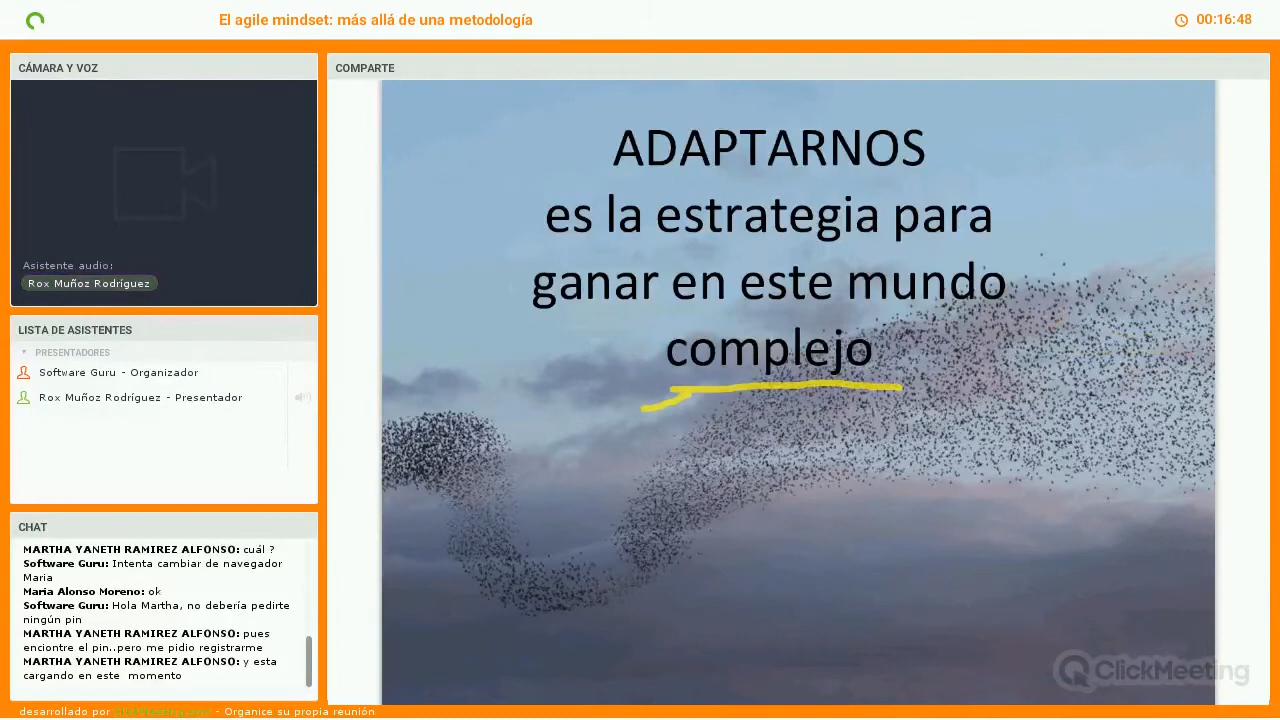 El agile mindset: más allá de una metodología
00:16:48
CÁMARA Y VOZ
Asistente audio:
Rox Muñoz Rodríguez
LISTA DE ASISTENTES
PRESENTADORES
Software Guru - Organizador
Rox Muñoz Rodríguez - Presentador
CHAT
MARTHA YANETH RAMIREZ ALFONSO: cuál ?
Software Guru: Intenta cambiar de navegador
Maria
Maria Alonso Moreno: ok
Software Guru: Hola Martha, no debería pedirte
ningún pin
MARTHA YANETH RAMIREZ ALFONSO: pues
enciontre el pin..pero me pidio registrarme
MARTHA YANETH RAMIREZ ALFONSO: y esta
cargando en este momento
COMPARTE
ADAPTARNOS
es la estrategia para
ganar en este mundo
complejo
ClickMeeting
desarrollado por ClickMeeting.com - Organice su propia reunión